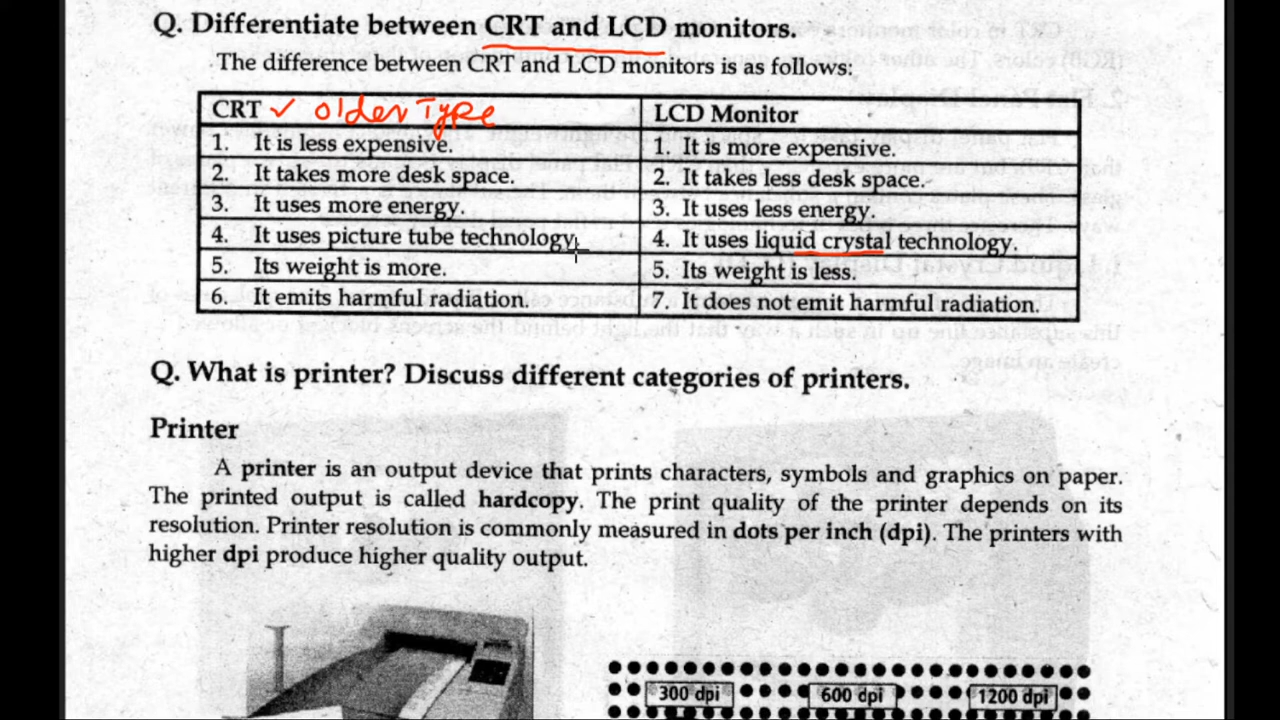 Q. Differentiate between CRT and LCD monitors.
The difference between CRT and LCD monitors is as follows:
CRT ✓ Older Type
LCD Monitor
1. It is less expensive.
1. It is more expensive.
2. It takes more desk space.
2. It takes less desk space.
3. It uses more energy.
3. It uses less energy.
4. It uses picture tube technology.
4. It uses liquid crystal technology.
5. Its weight is more.
5. Its weight is less.
6. It emits harmful radiation.
7. It does not emit harmful radiation.
Q. What is printer? Discuss different categories of printers.
Printer
A printer is an output device that prints characters, symbols and graphics on paper.
The printed output is called hardcopy. The print quality of the printer depends on its
resolution. Printer resolution is commonly measured in dots per inch (dpi). The printers with
higher dpi produce higher quality output.
300 dpi
600 dpi
1200 dpi